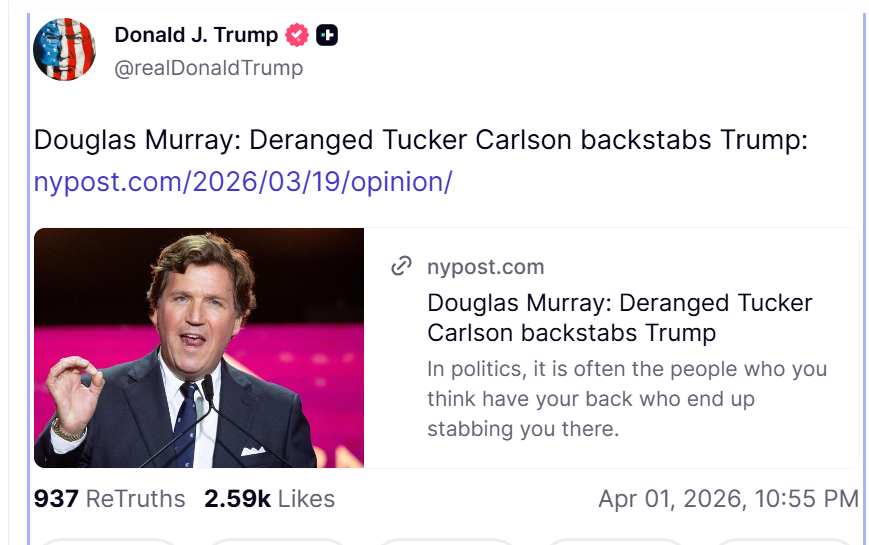 Donald J. Trump
@realDonaldTrump
Douglas Murray: Deranged Tucker Carlson backstabs Trump:
nypost.com/2026/03/19/opinion/
nypost.com
Douglas Murray: Deranged Tucker
Carlson backstabs Trump
In politics, it is often the people who you
think have your back who end up
stabbing you there.
937 ReTruths 2.59k Likes
Apr 01, 2026, 10:55 PM